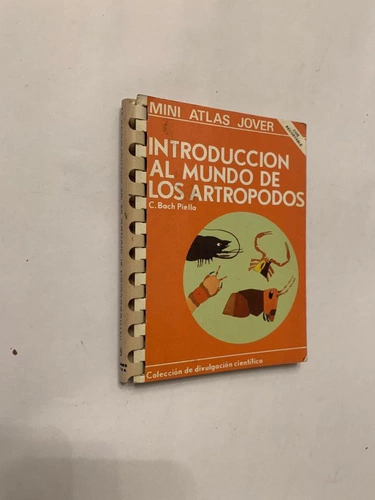 MINI ATLAS JOVER
INTRODUCCION
AL MUNDO DE
LOS ARTROPODOS
C. Bach Piella
Colección de divulgación científica